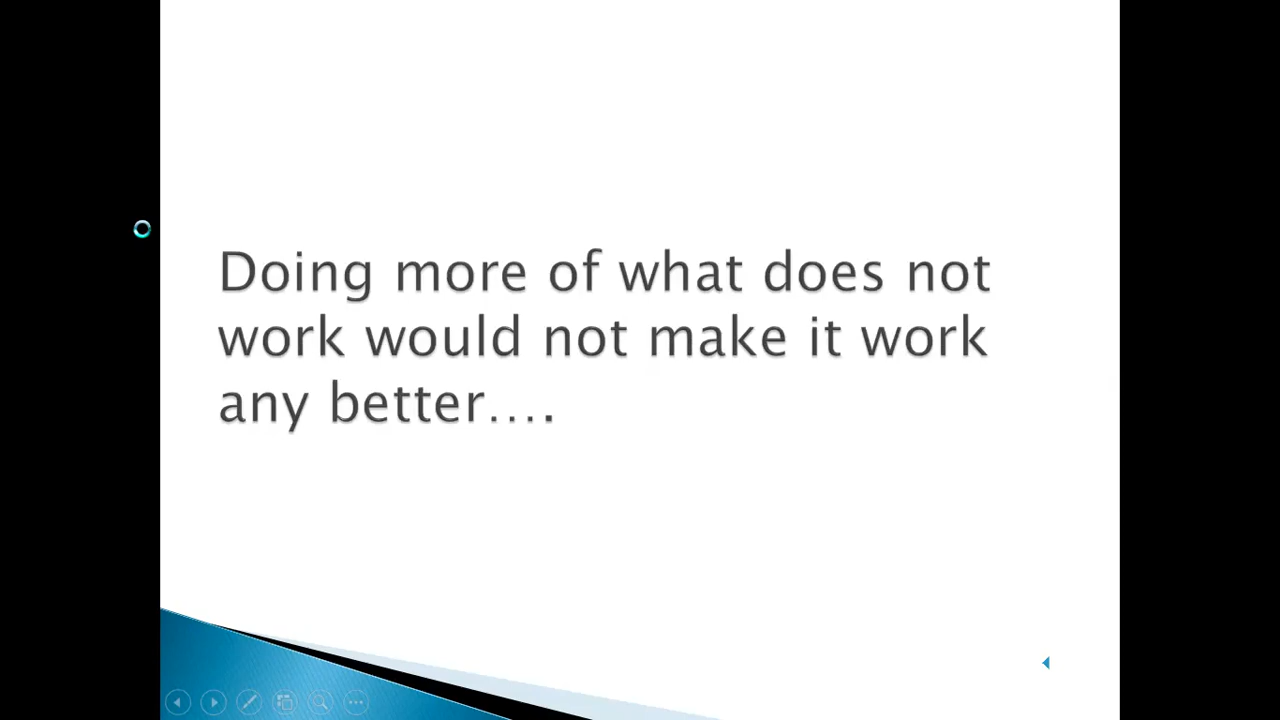 Doing more of what does not
work would not make it work
any better....